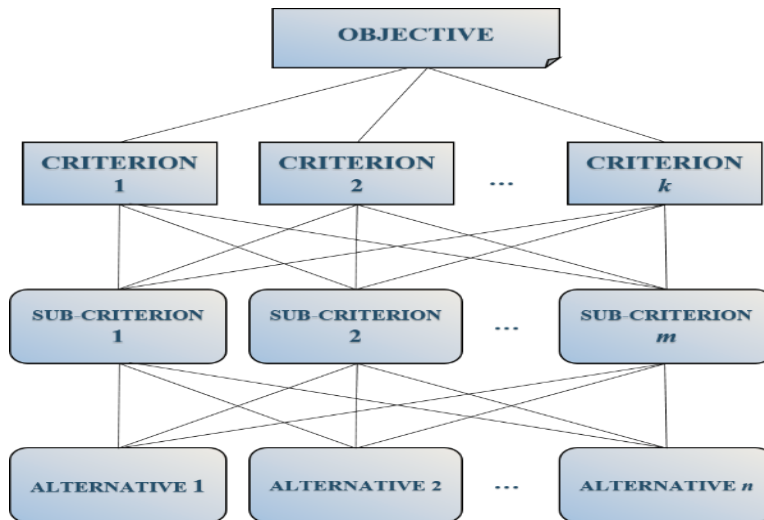 OBJECTIVE
CRITERION
1
CRITERION
2
...
CRITERION
k
SUB-CRITERION
1
SUB-CRITERION
2
...
SUB-CRITERION
m
ALTERNATIVE 1
ALTERNATIVE 2
...
ALTERNATIVE n